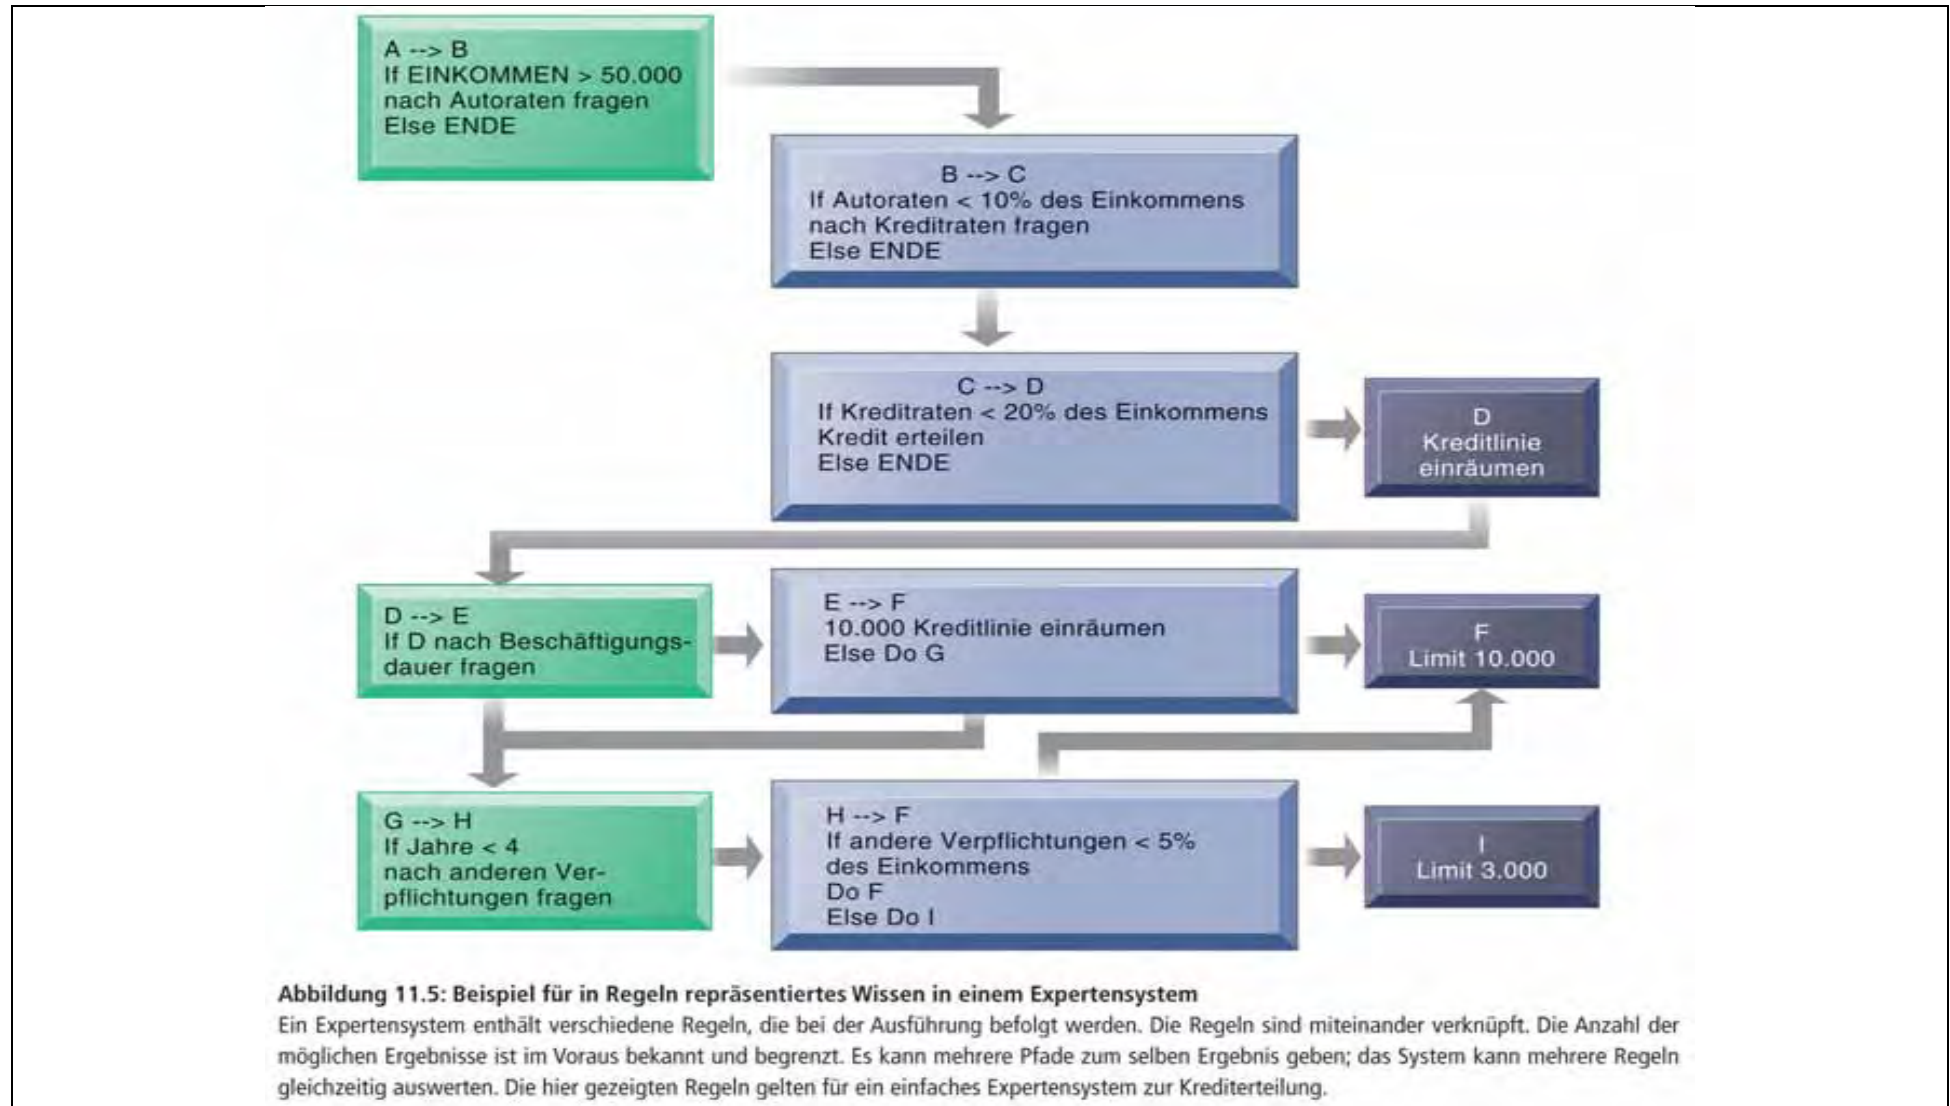 A --> B
If EINKOMMEN > 50.000
nach Autoraten fragen
Else ENDE
B --> C
If Autoraten < 10% des Einkommens
nach Kreditraten fragen
Else ENDE
C --> D
If Kreditraten < 20% des Einkommens
Kredit erteilen
Else ENDE
D
Kreditlinie
einräumen
D --> E
If D nach Beschäftigungs-
dauer fragen
E --> F
10.000 Kreditlinie einräumen
Else Do G
F
Limit 10.000
G --> H
If Jahre < 4
nach anderen Ver-
pflichtungen fragen
H --> F
If andere Verpflichtungen < 5%
des Einkommens
Do F
Else Do I
I
Limit 3.000
Abbildung 11.5: Beispiel für in Regeln repräsentiertes Wissen in einem Expertensystem
Ein Expertensystem enthält verschiedene Regeln, die bei der Ausführung befolgt werden. Die Regeln sind miteinander verknüpft. Die Anzahl der
möglichen Ergebnisse ist im Voraus bekannt und begrenzt. Es kann mehrere Pfade zum selben Ergebnis geben; das System kann mehrere Regeln
gleichzeitig auswerten. Die hier gezeigten Regeln gelten für ein einfaches Expertensystem zur Krediterteilung.